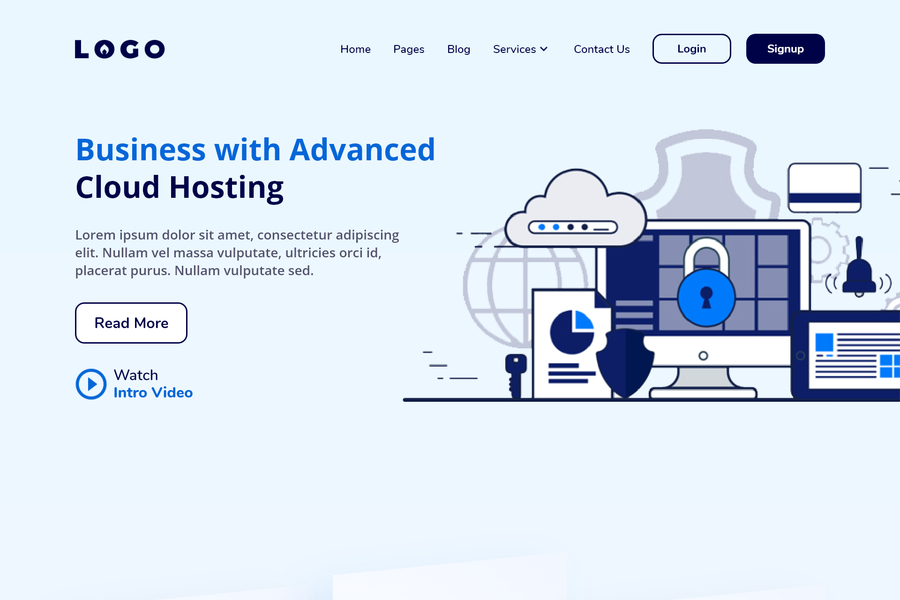 LOGO
Home Pages Blog Services Contact Us Login Signup
Business with Advanced
Cloud Hosting
Lorem ipsum dolor sit amet, consectetur adipiscing
elit. Nullam vel massa vulputate, ultricies orci id,
placerat purus. Nullam vulputate sed.
Read More
Watch
Intro Video